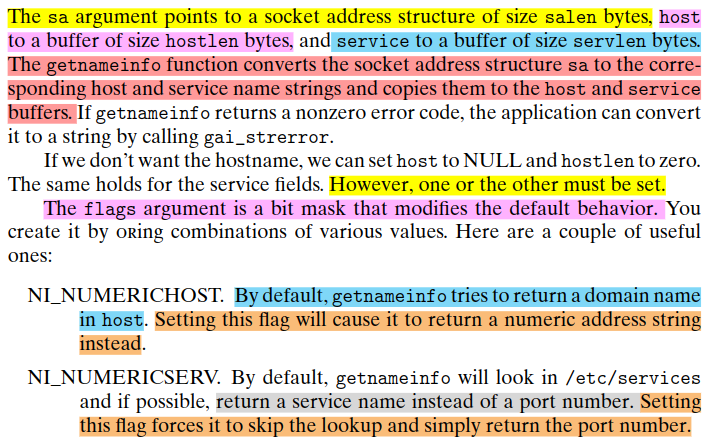 The sa argument points to a socket address structure of size salen bytes, host
to a buffer of size hostlen bytes, and service to a buffer of size servlen bytes.
The getnameinfo function converts the socket address structure sa to the corre-
sponding host and service name strings and copies them to the host and service
buffers. If getnameinfo returns a nonzero error code, the application can convert
it to a string by calling gai_strerror.
If we don't want the hostname, we can set host to NULL and hostlen to zero.
The same holds for the service fields. However, one or the other must be set.
The flags argument is a bit mask that modifies the default behavior. You
create it by oring combinations of various values. Here are a couple of useful
ones:
NI_NUMERICHOST. By default, getnameinfo tries to return a domain name
in host. Setting this flag will cause it to return a numeric address string
instead.
NI_NUMERICSERV. By default, getnameinfo will look in /etc/services
and if possible, return a service name instead of a port number. Setting
this flag forces it to skip the lookup and simply return the port number.